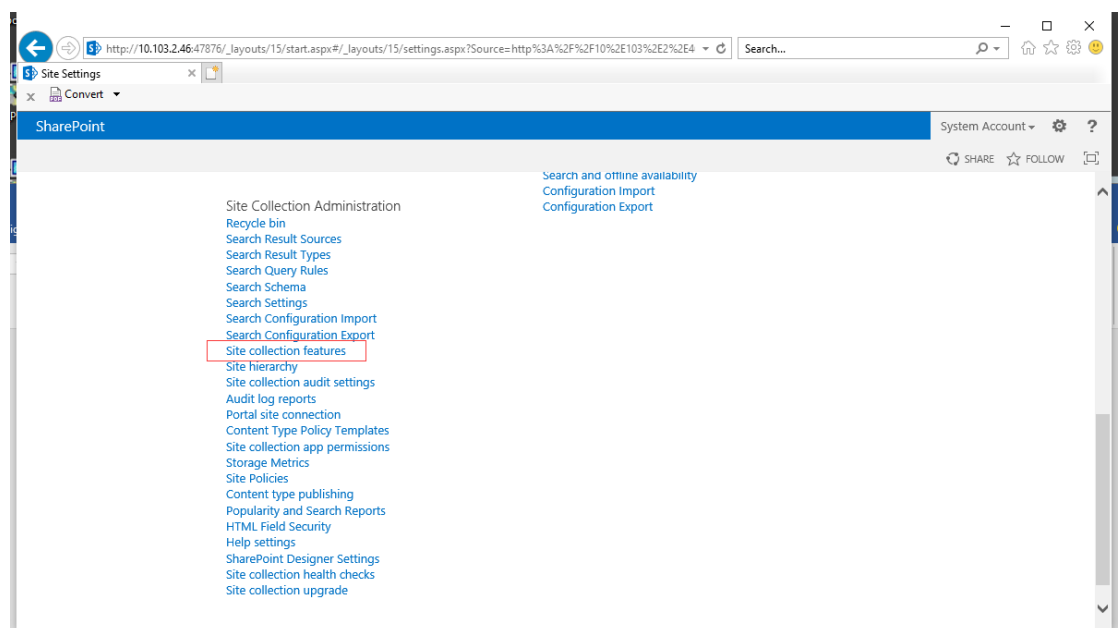 http://10.103.2.46:47876/_layouts/15/start.aspx#/_layouts/15/settings.aspx?Source=http%3A%2F%2F10%2E103%2E2%2E4
Search...
Site Settings
Convert
SharePoint
System Account
?
SHARE
FOLLOW
Search and offline availability
Configuration Import
Configuration Export
Site Collection Administration
Recycle bin
Search Result Sources
Search Result Types
Search Query Rules
Search Schema
Search Settings
Search Configuration Import
Search Configuration Export
Site collection features
Site hierarchy
Site collection audit settings
Audit log reports
Portal site connection
Content Type Policy Templates
Site collection app permissions
Storage Metrics
Site Policies
Content type publishing
Popularity and Search Reports
HTML Field Security
Help settings
SharePoint Designer Settings
Site collection health checks
Site collection upgrade